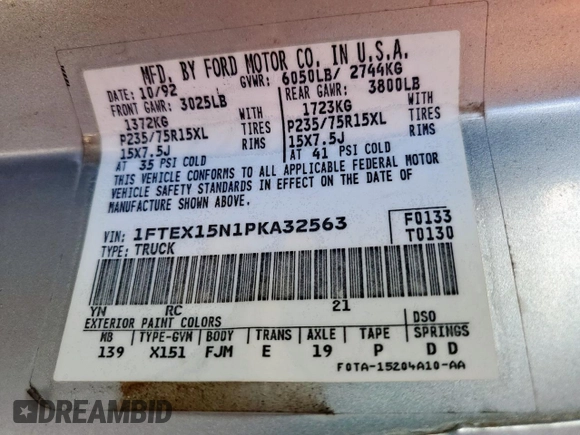 MFD. BY FORD MOTOR CO. IN U.S.A.
DATE: 10/92 GVWR: 6050LB/ 2744KG
FRONT GAWR: 3025LB REAR GAWR: 3800LB
1372KG WITH 1723KG WITH
P235/75R15XL TIRES P235/75R15XL TIRES
15X7.5J RIMS 15X7.5J RIMS
AT 35 PSI COLD AT 41 PSI COLD
THIS VEHICLE CONFORMS TO ALL APPLICABLE FEDERAL MOTOR
VEHICLE SAFETY STANDARDS IN EFFECT ON THE DATE OF
MANUFACTURE SHOWN ABOVE.
VIN: 1FTEX15N1PKA32563 F0133
TYPE: TRUCK T0130
YN RC 21
EXTERIOR PAINT COLORS DSO
WB TYPE-GVM BODY TRANS AXLE TAPE SPRINGS
139 X151 FJM E 19 P D D
F0TA-15204A10-AA
DREAMBID